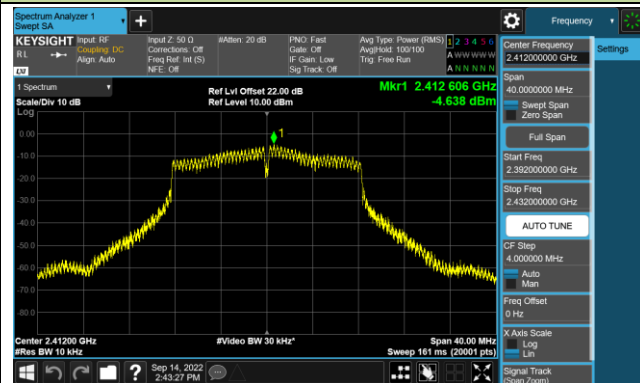 Spectrum Analyzer 1
Swept SA
Frequency
KEYSIGHT
Input: RF
Input Z: 50 Ω
#Atten: 20 dB
PNO: Fast
Avg Type: Power (RMS)
1 2 3 4 5 6
RL
Coupling: DC
Corrections: Off
Gate: Off
Avg|Hold: 100/100
A W W W W W
Align: Auto
Freq Ref: Int (S)
IF Gain: Low
Trig: Free Run
NFE: Off
Sig Track: Off
A N N N N N
LXI
1 Spectrum
Scale/Div 10 dB
Log
Ref Lvl Offset 22.00 dB
Ref Level 10.00 dBm
Mkr1 2.412 606 GHz
-4.638 dBm
1
0.00
-10.0
-20.0
-30.0
-40.0
-50.0
-60.0
-70.0
-80.0
Center 2.41200 GHz
#Video BW 30 kHz*
Span 40.00 MHz
#Res BW 10 kHz
Sweep 161 ms (20001 pts)
Sep 14, 2022
2:43:27 PM
Center Frequency
2.412000000 GHz
Settings
Span
40.0000000 MHz
Swept Span
Zero Span
Full Span
Start Freq
2.392000000 GHz
Stop Freq
2.432000000 GHz
AUTO TUNE
CF Step
4.000000 MHz
Auto
Man
Freq Offset
0 Hz
X Axis Scale
Log
Lin
Signal Track
(Span Zoom)